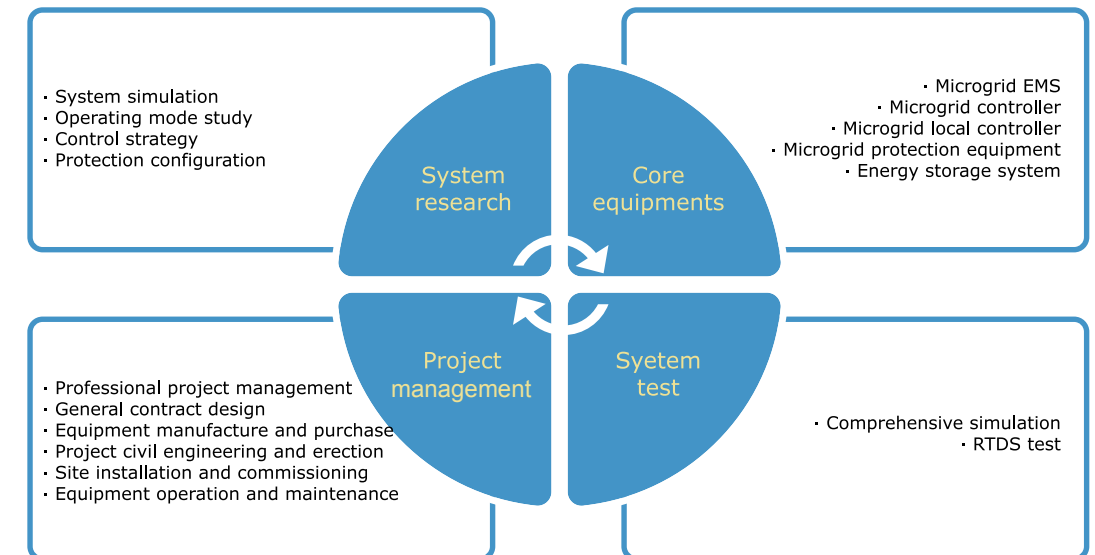 · System simulation
· Operating mode study
· Control strategy
· Protection configuration
System
research
Core
equipments
· Microgrid EMS
· Microgrid controller
· Microgrid local controller
· Microgrid protection equipment
· Energy storage system
· Professional project management
· General contract design
· Equipment manufacture and purchase
· Project civil engineering and erection
· Site installation and commissioning
· Equipment operation and maintenance
Project
management
Syetem
test
· Comprehensive simulation
· RTDS test